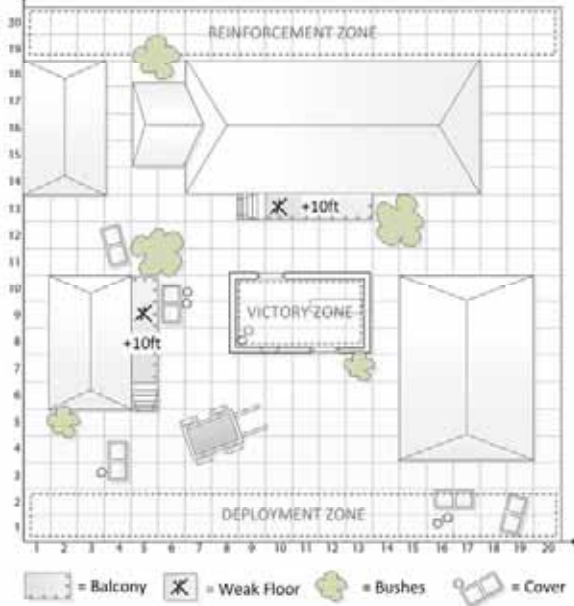 REINFORCEMENT ZONE
20
19
18
17
16
15
14
13
12
11
10
9
8
7
6
5
4
3
2
1
+10ft
VICTORY ZONE
+10ft
DEPLOYMENT ZONE
1 2 3 4 5 6 7 8 9 10 11 12 13 14 15 16 17 18 19 20
= Balcony = Weak Floor = Bushes = Cover